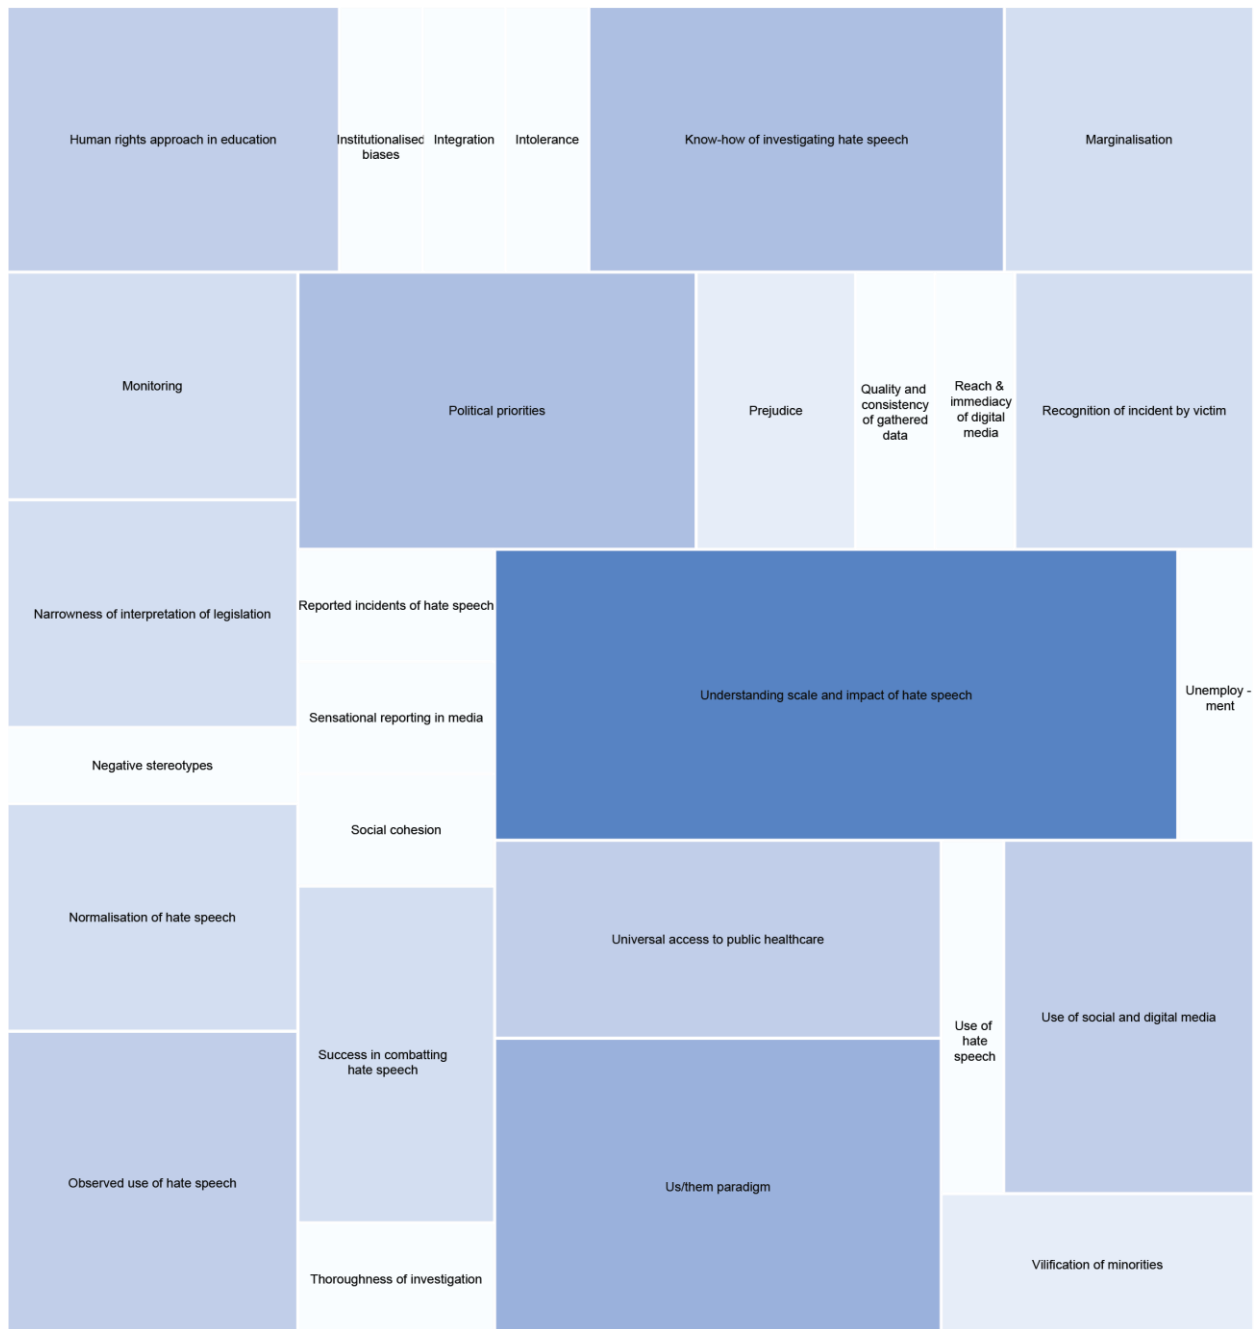 Human rights approach in education
Institutionalised
biases
Integration
Intolerance
Know-how of investigating hate speech
Marginalisation
Monitoring
Political priorities
Prejudice
Quality and
consistency
of gathered
data
Reach &
immediacy
of digital
media
Recognition of incident by victim
Narrowness of interpretation of legislation
Reported incidents of hate speech
Understanding scale and impact of hate speech
Unemploy -
ment
Sensational reporting in media
Negative stereotypes
Social cohesion
Normalisation of hate speech
Universal access to public healthcare
Use of
hate
speech
Use of social and digital media
Success in combatting
hate speech
Observed use of hate speech
Us/them paradigm
Thoroughness of investigation
Vilification of minorities